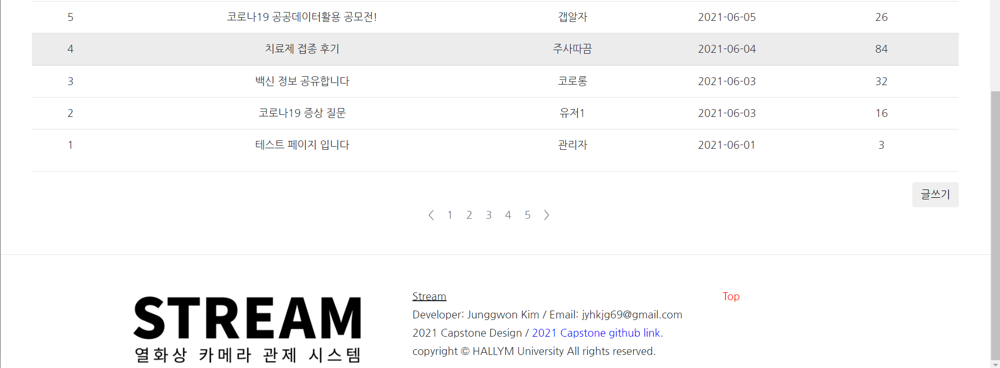 5 코로나19 공공데이터활용 공모전! 갭알자 2021-06-05 26
4 치료제 접종 후기 주사따끔 2021-06-04 84
3 백신 정보 공유합니다 코로롱 2021-06-03 32
2 코로나19 증상 질문 유저1 2021-06-03 16
1 테스트 페이지 입니다 관리자 2021-06-01 3
글쓰기
〈 1 2 3 4 5 〉
STREAM
열화상 카메라 관제 시스템
Stream
Developer: Junggwon Kim / Email: jyhkjg69@gmail.com
2021 Capstone Design / 2021 Capstone github link.
copyright © HALLYM University All rights reserved.
Top